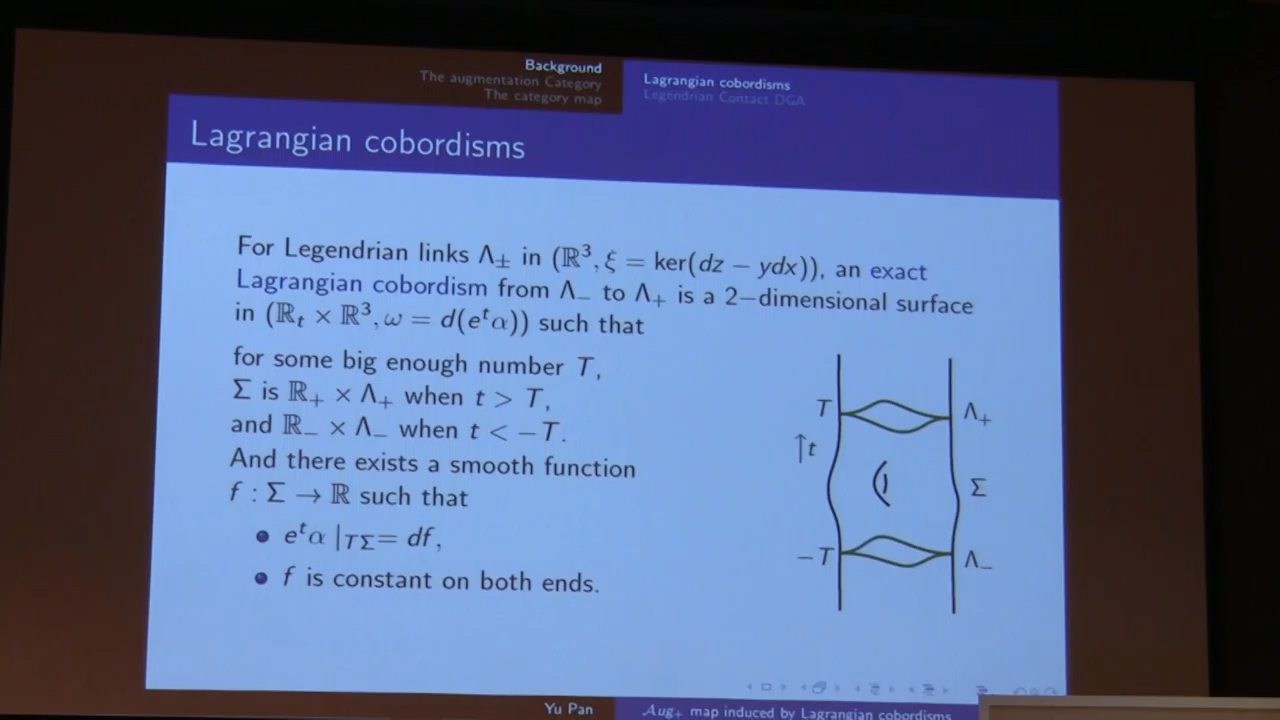 Background
The augmentation Category
The category map
Lagrangian cobordisms
Legendrian Contact DGA
Lagrangian cobordisms
For Legendrian links Λ± in (ℝ³, ξ = ker(dz − ydx)), an exact
Lagrangian cobordism from Λ₋ to Λ₊ is a 2−dimensional surface
in (ℝₜ × ℝ³, ω = d(eᵗα)) such that
for some big enough number T,
Σ is ℝ₊ × Λ₊ when t > T,
and ℝ₋ × Λ₋ when t < −T.
And there exists a smooth function
f : Σ → ℝ such that
• eᵗα |TΣ= df,
• f is constant on both ends.
T
Λ₊
↑t
Σ
−T
Λ₋
Yu Pan
Aug₊ map induced by Lagrangian cobordisms